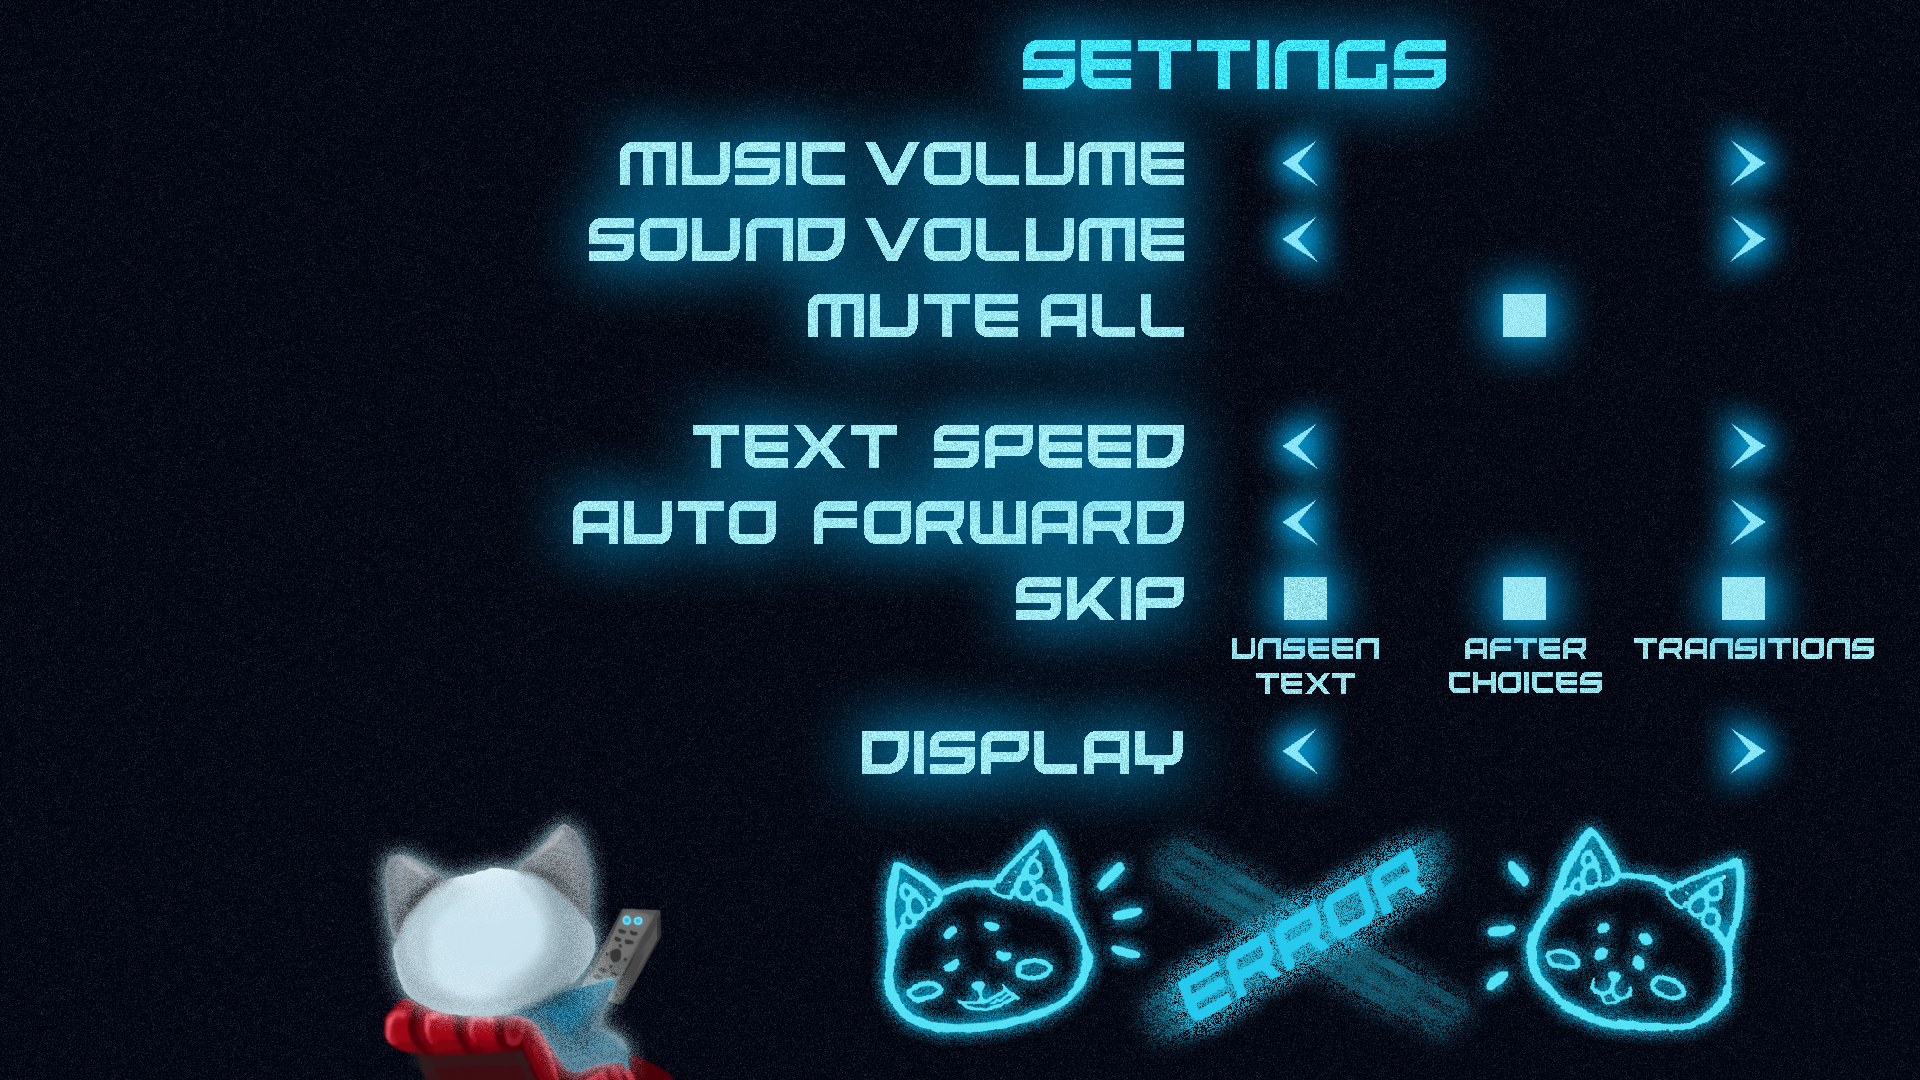 SETTINGS
MUSIC VOLUME
SOUND VOLUME
MUTE ALL
TEXT SPEED
AUTO FORWARD
SKIP
UNSEEN
TEXT
AFTER
CHOICES
TRANSITIONS
DISPLAY
ERROR